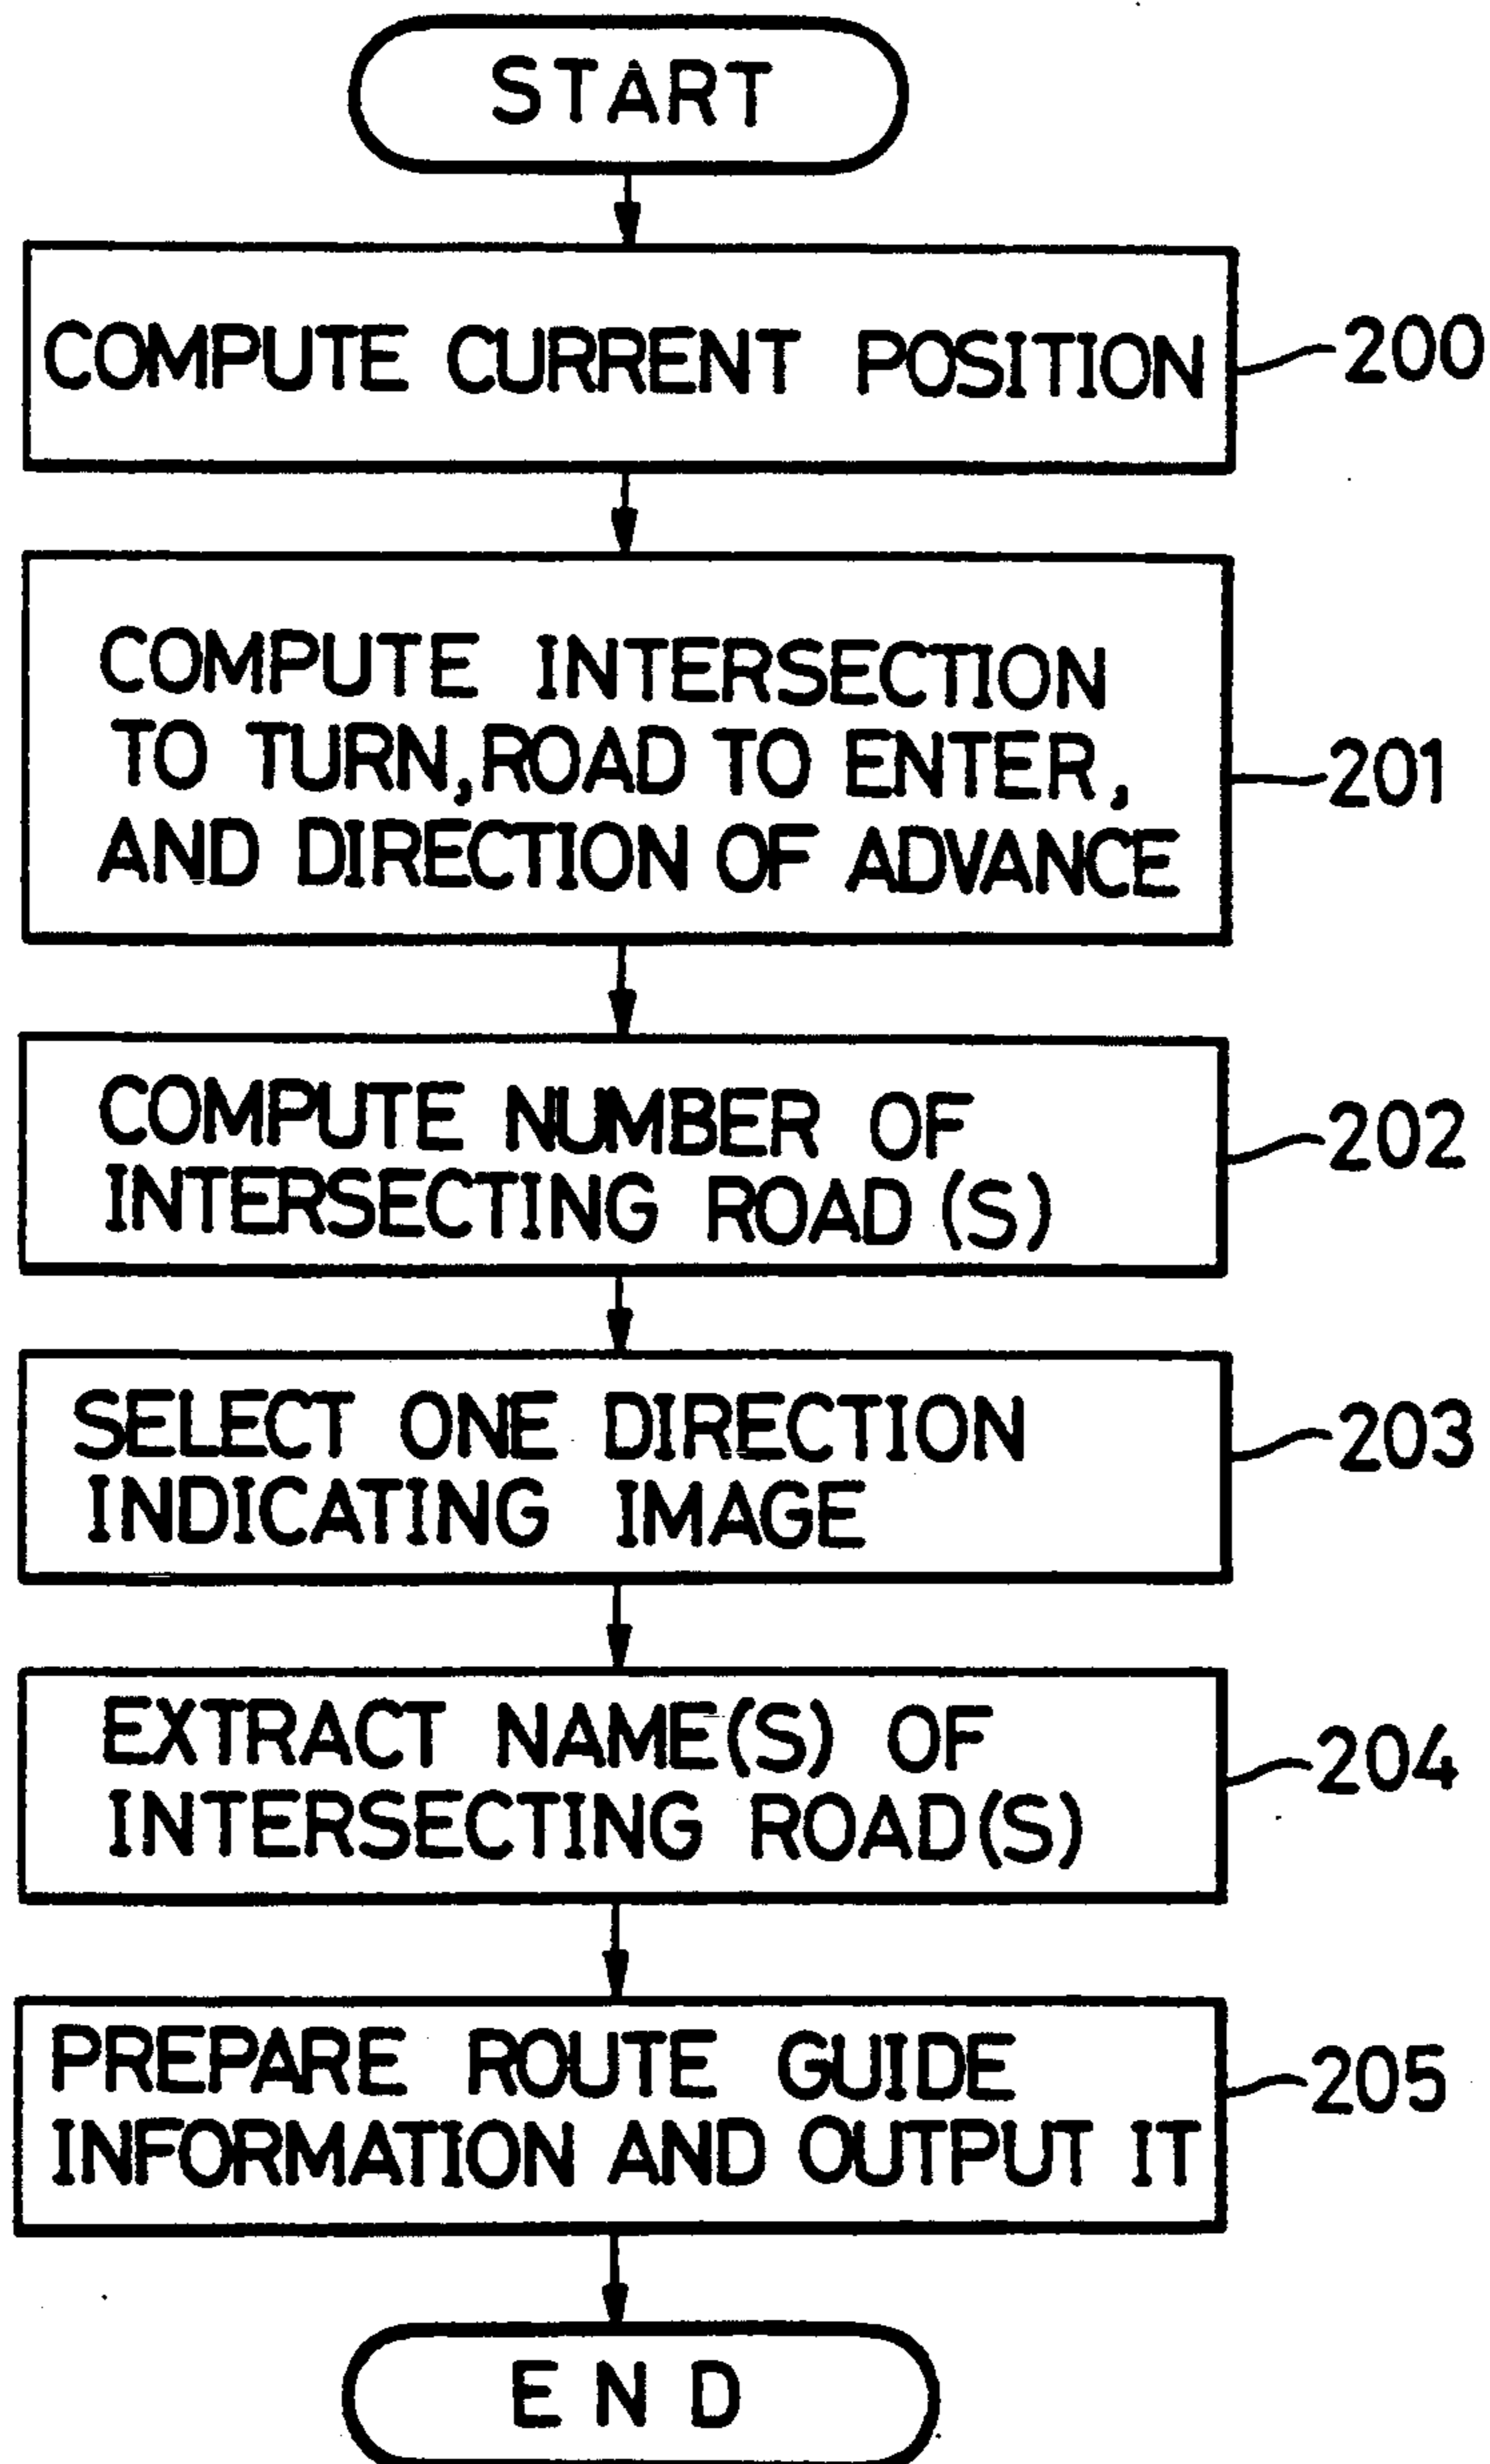 START
COMPUTE CURRENT POSITION
200
COMPUTE INTERSECTION
TO TURN, ROAD TO ENTER,
AND DIRECTION OF ADVANCE
201
COMPUTE NUMBER OF
INTERSECTING ROAD (S)
202
SELECT ONE DIRECTION
INDICATING IMAGE
203
EXTRACT NAME(S) OF
INTERSECTING ROAD(S)
204
PREPARE ROUTE GUIDE
INFORMATION AND OUTPUT IT
205
END